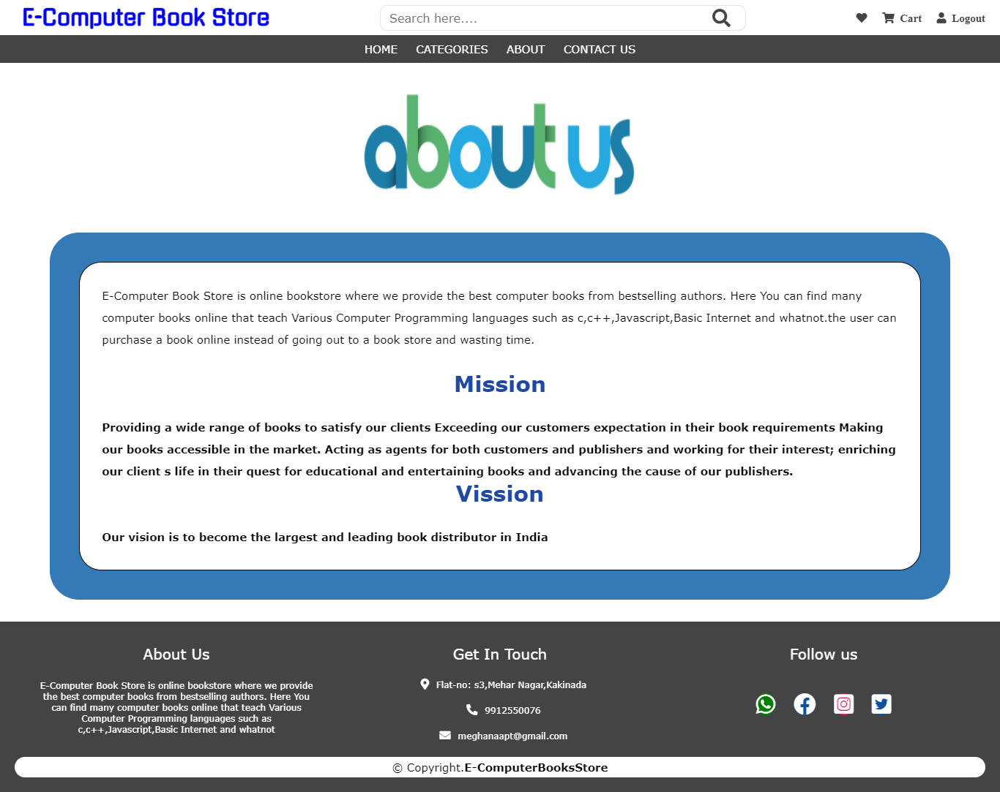 E-Computer Book Store
Search here....
Cart
Logout
HOME
CATEGORIES
ABOUT
CONTACT US
about us
E-Computer Book Store is online bookstore where we provide the best computer books from bestselling authors. Here You can find many
computer books online that teach Various Computer Programming languages such as c,c++,Javascript,Basic Internet and whatnot.the user can
purchase a book online instead of going out to a book store and wasting time.
Mission
Providing a wide range of books to satisfy our clients Exceeding our customers expectation in their book requirements Making
our books accessible in the market. Acting as agents for both customers and publishers and working for their interest; enriching
our client s life in their quest for educational and entertaining books and advancing the cause of our publishers.
Vission
Our vision is to become the largest and leading book distributor in India
About Us
E-Computer Book Store is online bookstore where we provide
the best computer books from bestselling authors. Here You
can find many computer books online that teach Various
Computer Programming languages such as
c,c++,Javascript,Basic Internet and whatnot
Get In Touch
Flat-no: s3,Mehar Nagar,Kakinada
9912550076
meghanaapt@gmail.com
Follow us
© Copyright.E-ComputerBooksStore